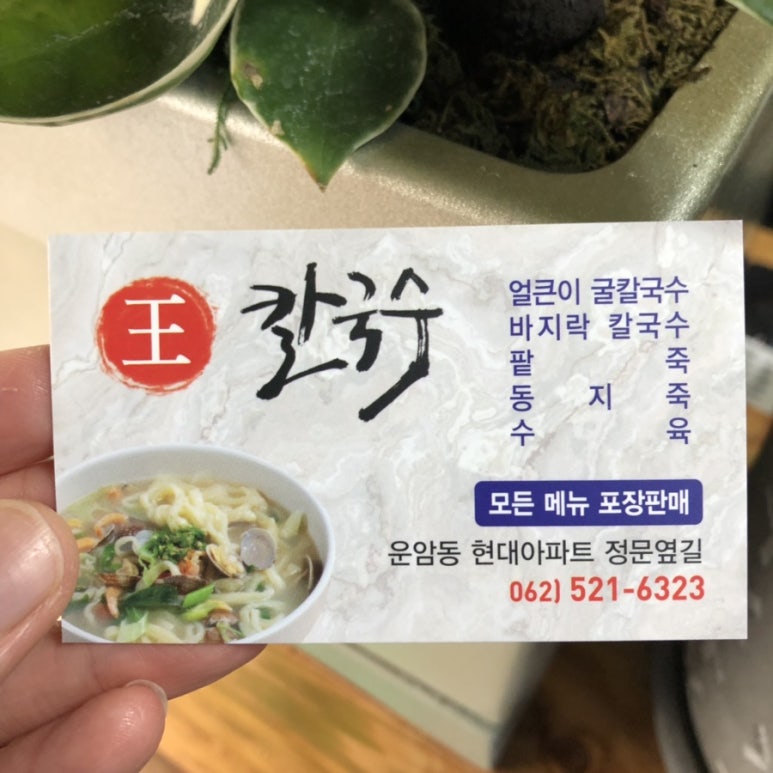 王 칼국수
얼큰이 굴칼국수
바지락 칼국수
팥 죽
동 지 죽
수 육
모든 메뉴 포장판매
운암동 현대아파트 정문옆길
062) 521-6323